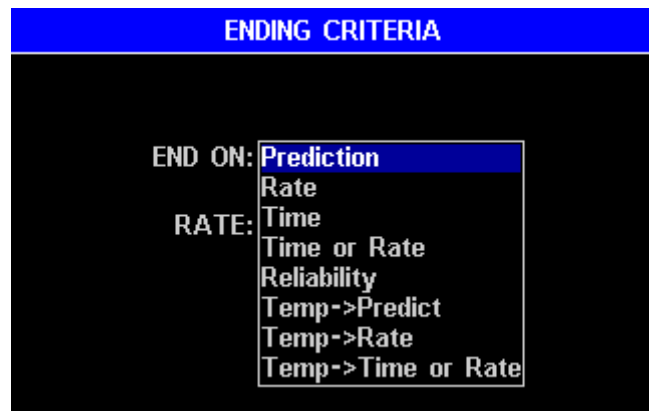 ENDING CRITERIA
END ON: Prediction
Rate
RATE: Time
Time or Rate
Reliability
Temp->Predict
Temp->Rate
Temp->Time or Rate